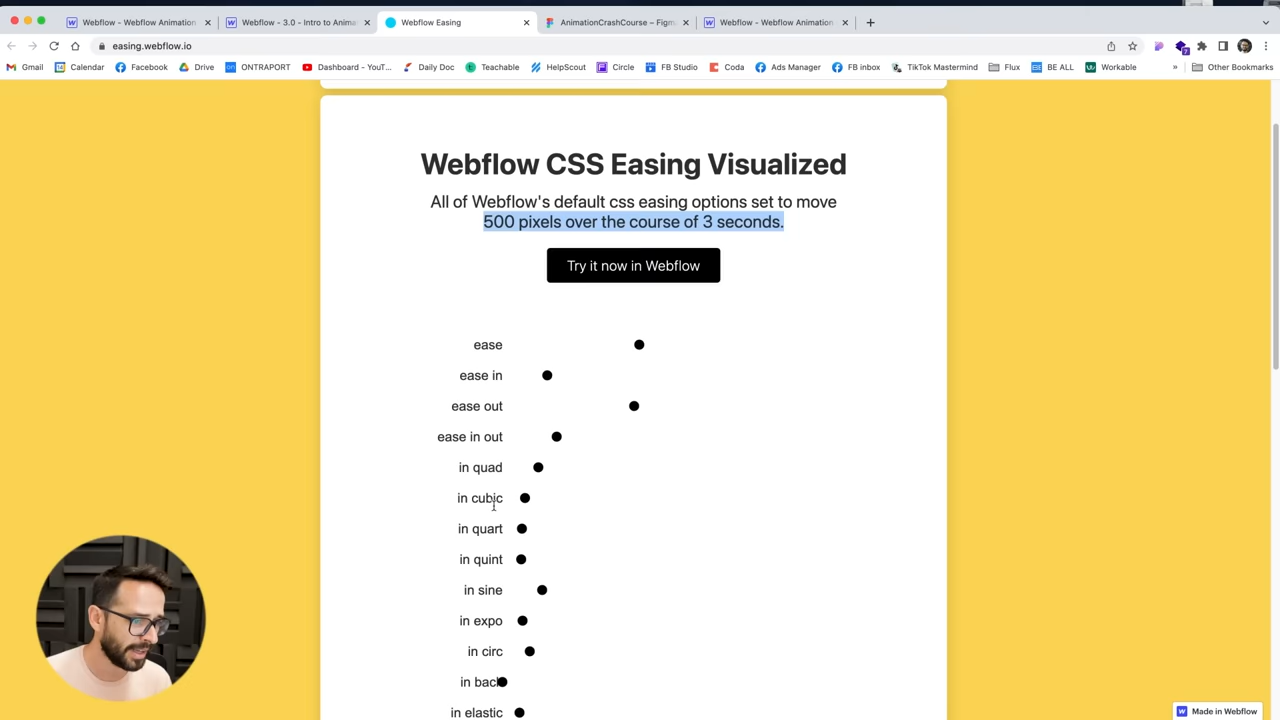 Webflow - Webflow Animation
Webflow - 3.0 - Intro to Anima
Webflow Easing
AnimationCrashCourse – Figm
Webflow - Webflow Animation
easing.webflow.io
Gmail
Calendar
Facebook
Drive
ONTRAPORT
Dashboard - YouT...
Daily Doc
Teachable
HelpScout
Circle
FB Studio
Coda
Ads Manager
FB inbox
TikTok Mastermind
Flux
BE ALL
Workable
»
Other Bookmarks
Webflow CSS Easing Visualized
All of Webflow's default css easing options set to move
500 pixels over the course of 3 seconds.
Try it now in Webflow
ease
ease in
ease out
ease in out
in quad
in cubic
in quart
in quint
in sine
in expo
in circ
in back
in elastic
Made in Webflow